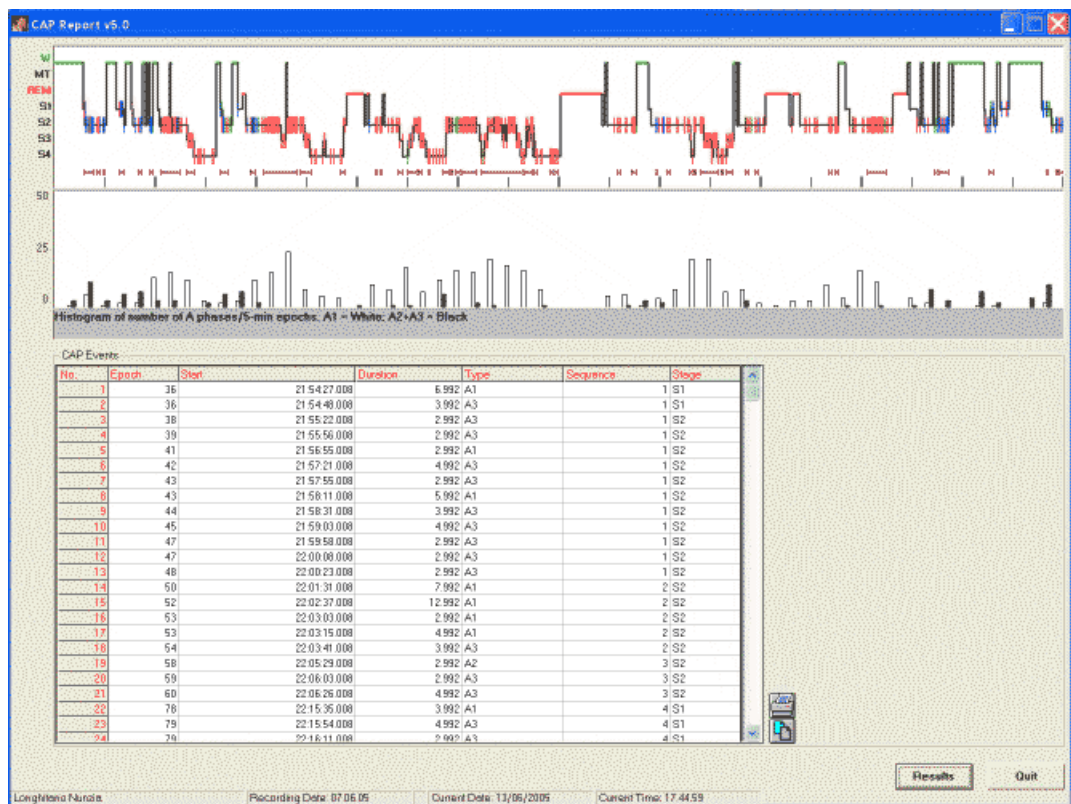 CAP Report v5.0
W
MT
REM
S1
S2
S3
S4
50
25
0
Histogram of number of A phases/5-min epochs: A1 = White; A2+A3 = Black
CAP Events
No. Epoch Start Duration Type Sequence Stage
1 36 21:54:27.008 6.992 A1 1 S1
2 36 21:54:48.008 3.992 A3 1 S1
3 38 21:55:22.008 2.992 A3 1 S2
4 39 21:55:56.008 2.992 A3 1 S2
5 41 21:56:55.008 2.992 A1 1 S2
6 42 21:57:21.008 4.992 A3 1 S2
7 43 21:57:55.008 2.992 A3 1 S2
8 43 21:58:11.008 5.992 A1 1 S2
9 44 21:58:31.008 3.992 A3 1 S2
10 45 21:59:03.008 4.992 A3 1 S2
11 47 21:59:58.008 2.992 A3 1 S2
12 47 22:00:08.008 2.992 A3 1 S2
13 48 22:00:23.008 2.992 A3 1 S2
14 50 22:01:31.008 7.992 A1 2 S2
15 52 22:02:37.008 12.992 A1 2 S2
16 53 22:03:03.008 2.992 A1 2 S2
17 53 22:03:15.008 4.992 A1 2 S2
18 54 22:03:41.008 3.992 A3 2 S2
19 58 22:05:29.008 2.992 A2 3 S2
20 59 22:06:03.008 2.992 A3 3 S2
21 60 22:06:26.008 4.992 A3 3 S2
22 78 22:15:35.008 3.992 A1 4 S1
23 79 22:15:54.008 4.992 A3 4 S1
24 79 22:16:11.008 2.992 A3 4 S1
Results
Quit
Longhitano Nunzia Recording Date: 07.06.05 Current Date: 13/06/2005 Current Time: 17.44.59